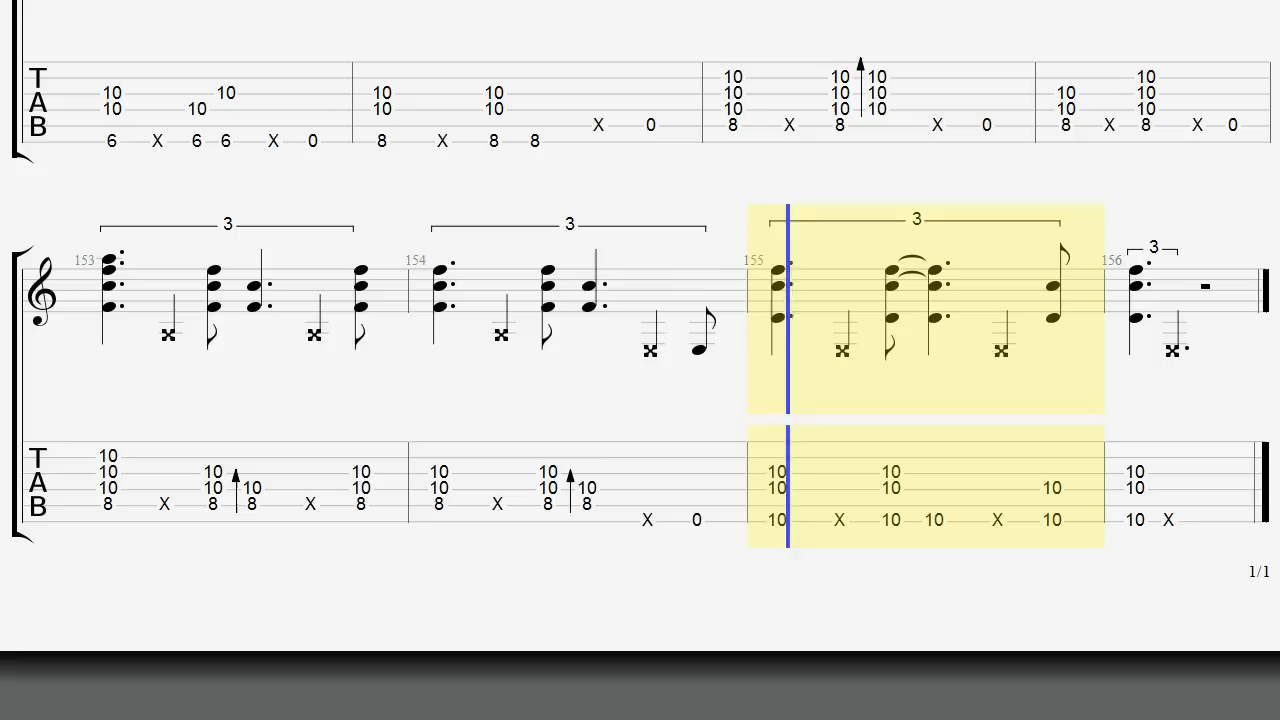 T 10 10 10 10 10 10 10
A 10 10 10 10 10 10 10 10 10
B 10 10 10 10 10 10
X 0 8 X 8 X 0 8 X 8 X 0
6 X 6 6 X 0 8 X 8 8
3 3 3
3
153 154 155 156
T 10
A 10 10 10 10 10 10 10 10
B 10 10 10 10 10 10 10 10 10 10 10
8 X 8 8 X 8 8 X 8 8
X 0 10 X 10 10 X 10 10 X
1/1